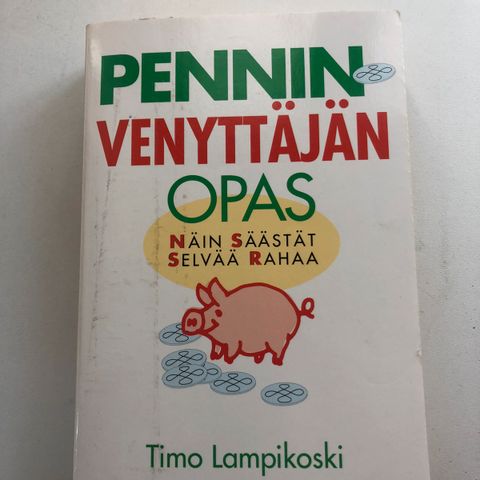 PENNIN-
VENYTTÄJÄN
OPAS
NÄIN SÄÄSTÄT
SELVÄÄ RAHAA
Timo Lampikoski